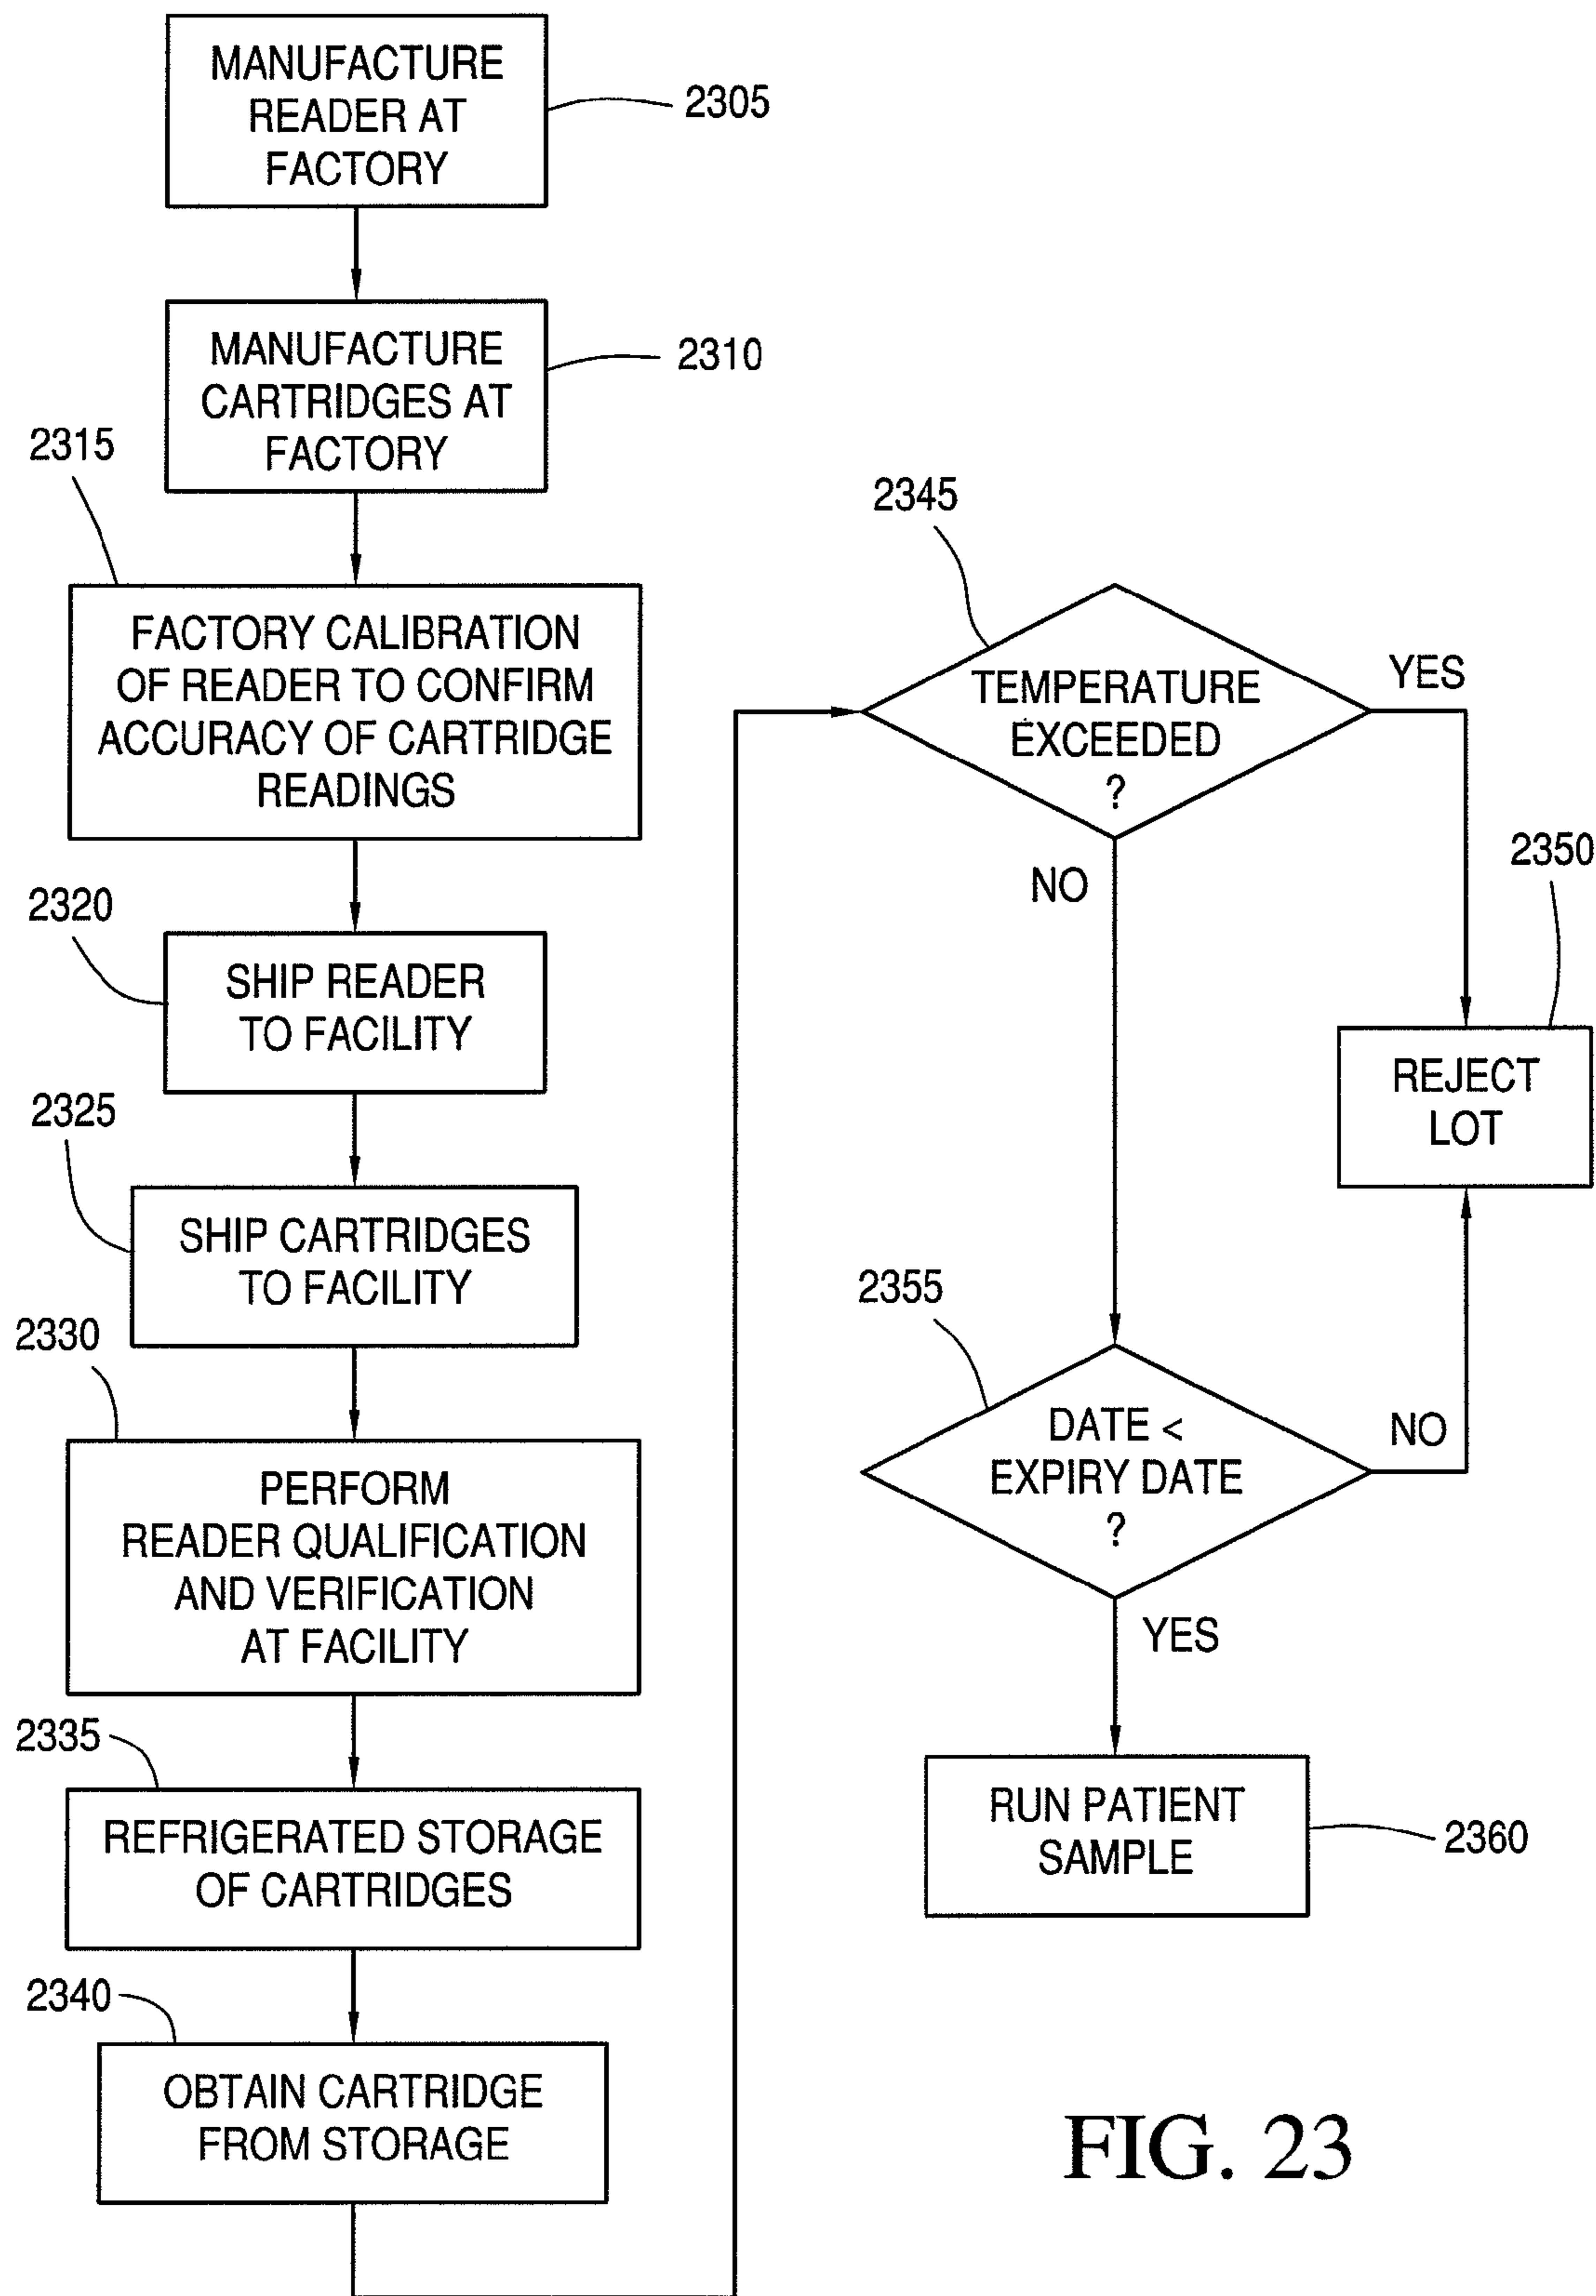 MANUFACTURE
READER AT
FACTORY
2305
MANUFACTURE
CARTRIDGES AT
FACTORY
2310
2315
FACTORY CALIBRATION
OF READER TO CONFIRM
ACCURACY OF CARTRIDGE
READINGS
2320
SHIP READER
TO FACILITY
2325
SHIP CARTRIDGES
TO FACILITY
2330
PERFORM
READER QUALIFICATION
AND VERIFICATION
AT FACILITY
2335
REFRIGERATED STORAGE
OF CARTRIDGES
2340
OBTAIN CARTRIDGE
FROM STORAGE
2345
TEMPERATURE
EXCEEDED
?
YES
NO
2350
REJECT
LOT
2355
DATE <
EXPIRY DATE
?
NO
YES
RUN PATIENT
SAMPLE
2360
FIG. 23